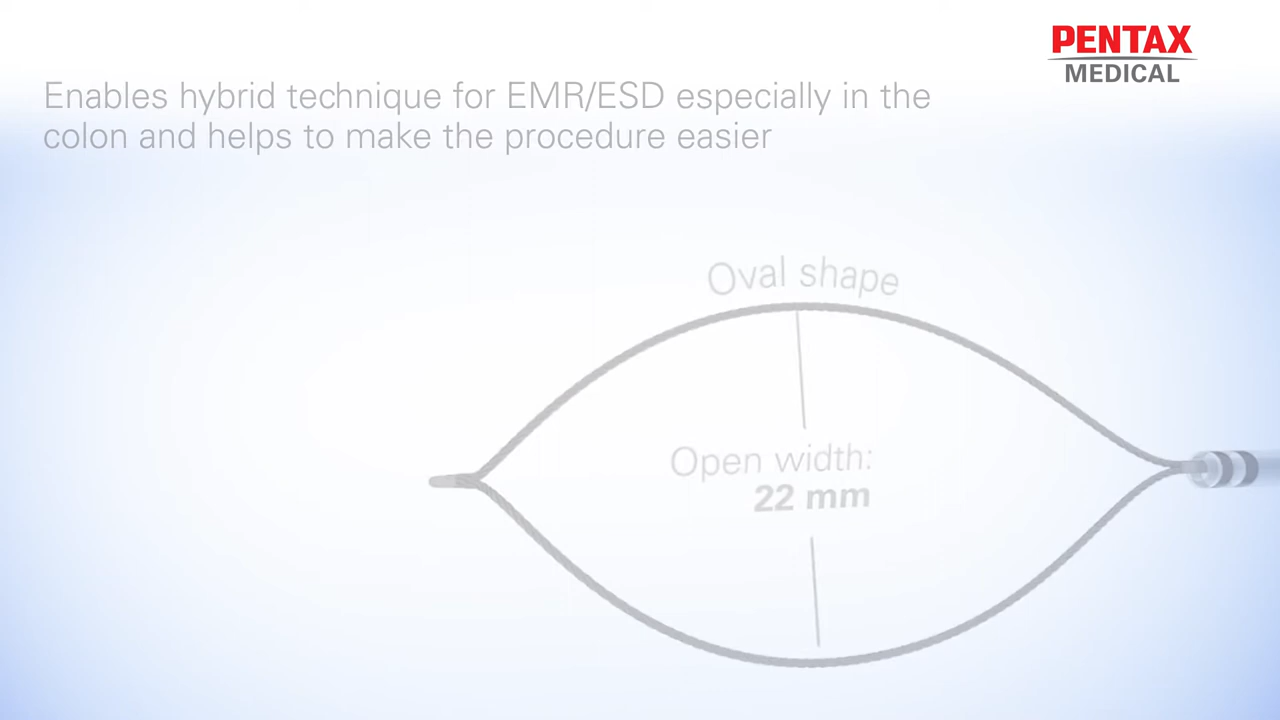 PENTAX
MEDICAL
Enables hybrid technique for EMR/ESD especially in the
colon and helps to make the procedure easier
Oval shape
Open width:
22 mm